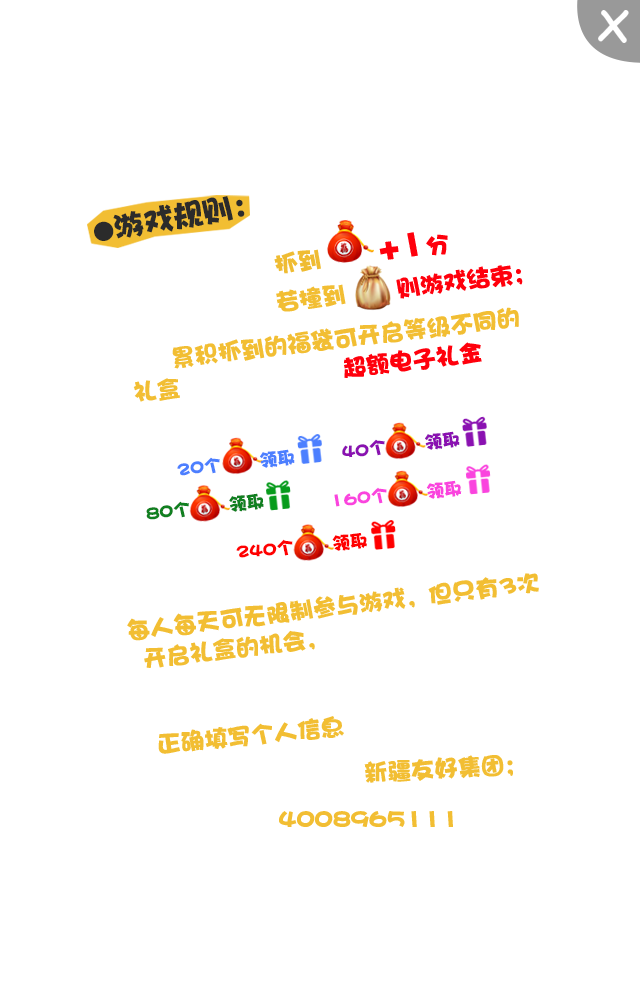 ●游戏规则：
拆到 +1分
若撞到 则游戏结束；
累积拆到的福袋可开启等级不同的
礼盒 超额电子礼金
20个 领取 40个 领取
80个 领取 160个 领取
240个 领取
每人每天可无限制参与游戏，但只有3次
开启礼盒的机会，
正确填写个人信息
新疆友好集团；
4008965111